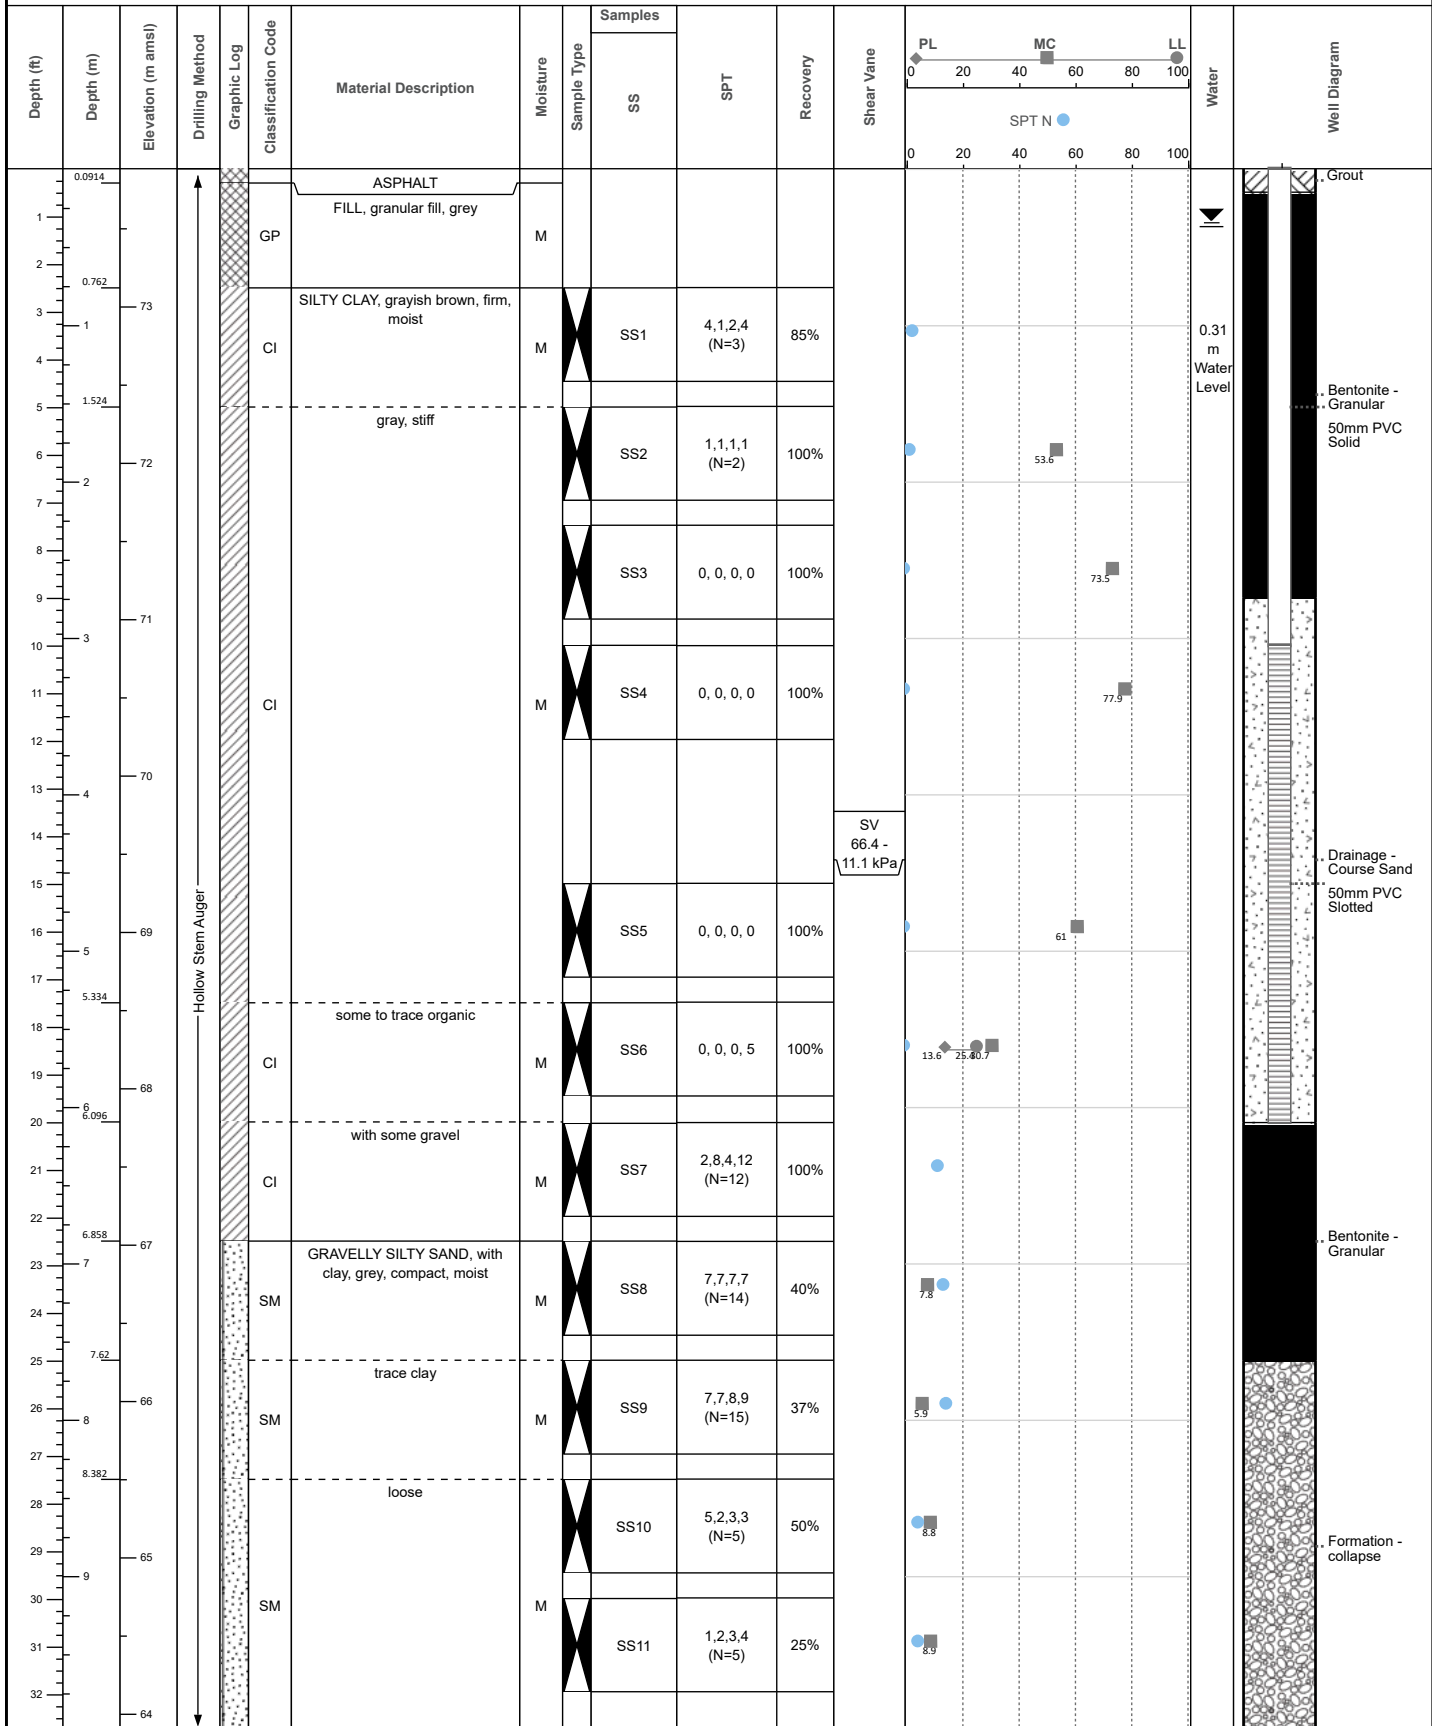 Samples
Depth (ft)
Depth (m)
Elevation (m amsl)
Drilling Method
Graphic Log
Classification Code
Material Description
Moisture
Sample Type
SS
SPT
Recovery
Shear Vane
PL MC LL
0 20 40 60 80 100
SPT N
0 20 40 60 80 100
Water
Well Diagram
0.0914
ASPHALT
Grout
FILL, granular fill, grey
1
GP M
2
0.762
SILTY CLAY, grayish brown, firm,
moist
73
3
1
SS1
4,1,2,4
(N=3)
85%
0.31
m
Water
Level
CI M
4
1.524
5
gray, stiff
Bentonite -
Granular
50mm PVC
Solid
6
72
2
SS2
1,1,1,1
(N=2)
100%
53.6
7
8
SS3
0, 0, 0, 0
100%
73.5
9
71
3
10
11
SS4
0, 0, 0, 0
100%
77.9
CI M
12
70
13
4
14
SV
66.4 -
11.1 kPa
Drainage -
Course Sand
50mm PVC
Slotted
15
Hollow Stem Auger
16
69
5
SS5
0, 0, 0, 0
100%
61
17
5.334
some to trace organic
18
SS6
0, 0, 0, 5
100%
13.6 25.4 30.7
CI M
19
68
6
6.096
20
with some gravel
21
SS7
2,8,4,12
(N=12)
100%
CI M
22
6.858
67
GRAVELLY SILTY SAND, with
clay, grey, compact, moist
Bentonite -
Granular
23
7
SS8
7,7,7,7
(N=14)
40%
7.8
SM M
24
7.62
25
trace clay
66
26
8
SS9
7,7,8,9
(N=15)
37%
5.9
SM M
27
8.382
loose
28
SS10
5,2,3,3
(N=5)
50%
8.8
29
65
Formation -
collapse
9
30
SM M
31
SS11
1,2,3,4
(N=5)
25%
8.9
32
64